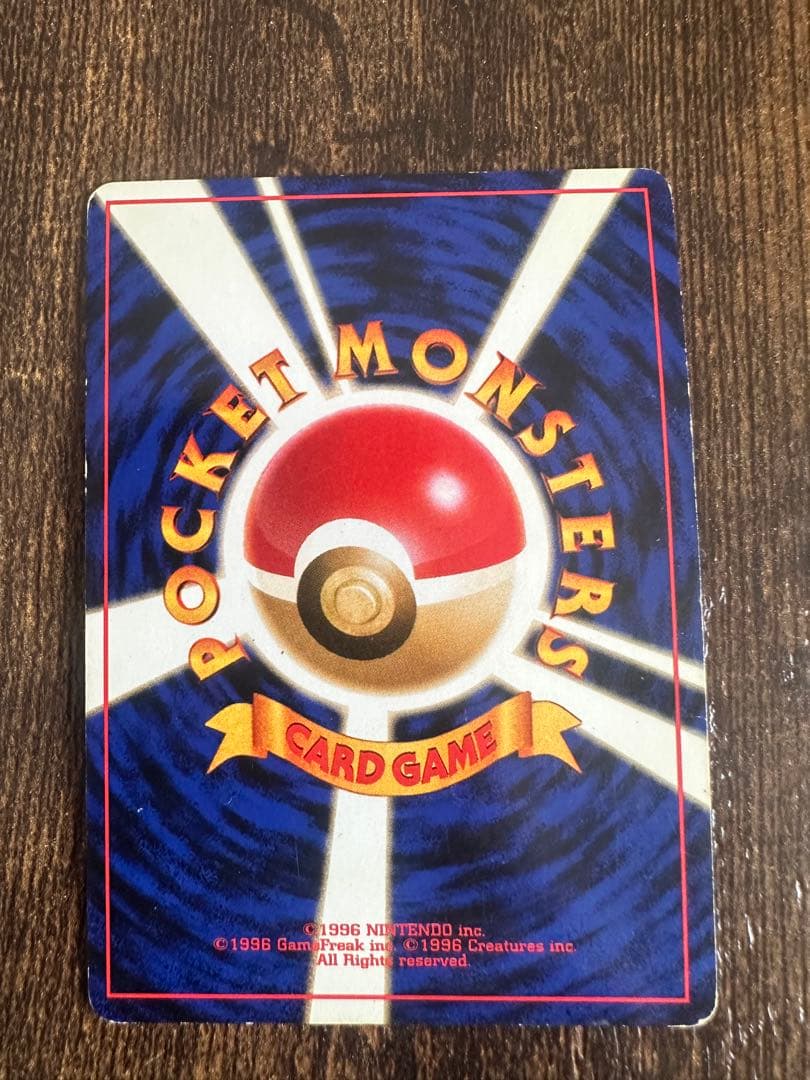 POCKET MONSTERS
CARD GAME
©1996 NINTENDO inc.
©1996 GameFreak inc. ©1996 Creatures inc.
All Rights reserved.